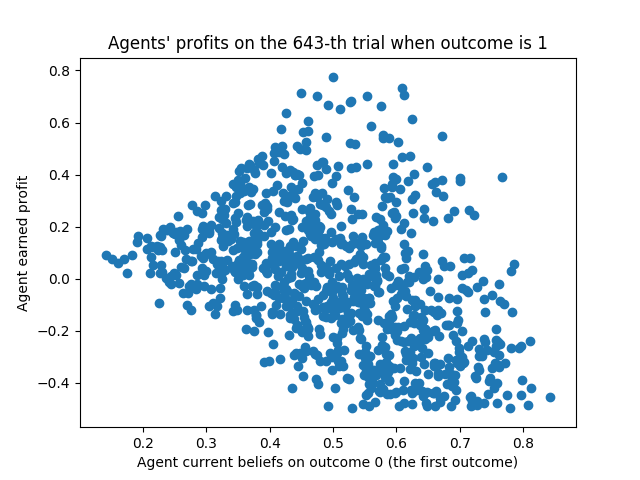 Agents' profits on the 643-th trial when outcome is 1
Agent earned profit
0.8
0.6
0.4
0.2
0.0
−0.2
−0.4
0.2 0.3 0.4 0.5 0.6 0.7 0.8
Agent current beliefs on outcome 0 (the first outcome)